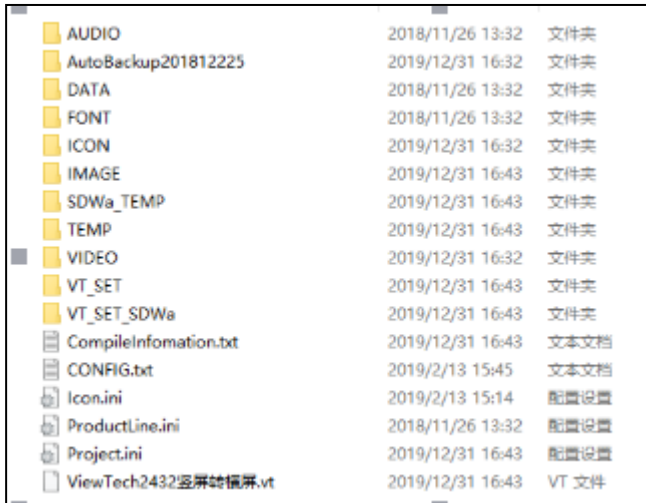 AUDIO 2018/11/26 13:32 文件夹
AutoBackup201812225 2019/12/31 16:32 文件夹
DATA 2018/11/26 13:32 文件夹
FONT 2018/11/26 13:32 文件夹
ICON 2019/12/31 16:32 文件夹
IMAGE 2019/12/31 16:43 文件夹
SDWa_TEMP 2019/12/31 16:43 文件夹
TEMP 2019/12/31 16:43 文件夹
VIDEO 2019/12/31 16:32 文件夹
VT_SET 2019/12/31 16:43 文件夹
VT_SET_SDWa 2019/12/31 16:43 文件夹
CompileInfomation.txt 2019/12/31 16:43 文本文档
CONFIG.txt 2019/2/13 15:45 文本文档
Icon.ini 2019/2/13 15:14 配置设置
ProductLine.ini 2018/11/26 13:32 配置设置
Project.ini 2019/12/31 16:43 配置设置
ViewTech2432竖屏转横屏.vt 2019/12/31 16:43 VT 文件